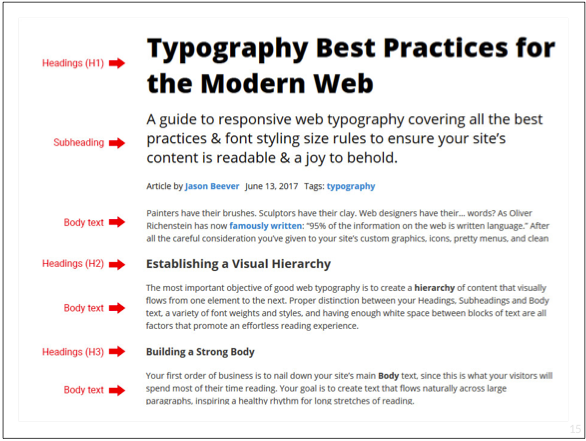 Headings (H1)
Typography Best Practices for
the Modern Web
Subheading
A guide to responsive web typography covering all the best
practices & font styling size rules to ensure your site's
content is readable & a joy to behold.
Article by Jason Beever June 13, 2017 Tags: typography
Body text
Painters have their brushes. Sculptors have their clay. Web designers have their... words? As Oliver
Richenstein has now famously written: “95% of the information on the web is written language.” After
all the careful consideration you've given to your site's custom graphics, icons, pretty menus, and clean
Headings (H2)
Establishing a Visual Hierarchy
Body text
The most important objective of good web typography is to create a hierarchy of content that visually
flows from one element to the next. Proper distinction between your Headings, Subheadings and Body
text, a variety of font weights and styles, and having enough white space between blocks of text are all
factors that promote an effortless reading experience.
Headings (H3)
Building a Strong Body
Body text
Your first order of business is to nail down your site's main Body text, since this is what your visitors will
spend most of their time reading. Your goal is to create text that flows naturally across large
paragraphs, inspiring a healthy rhythm for long stretches of reading.
15